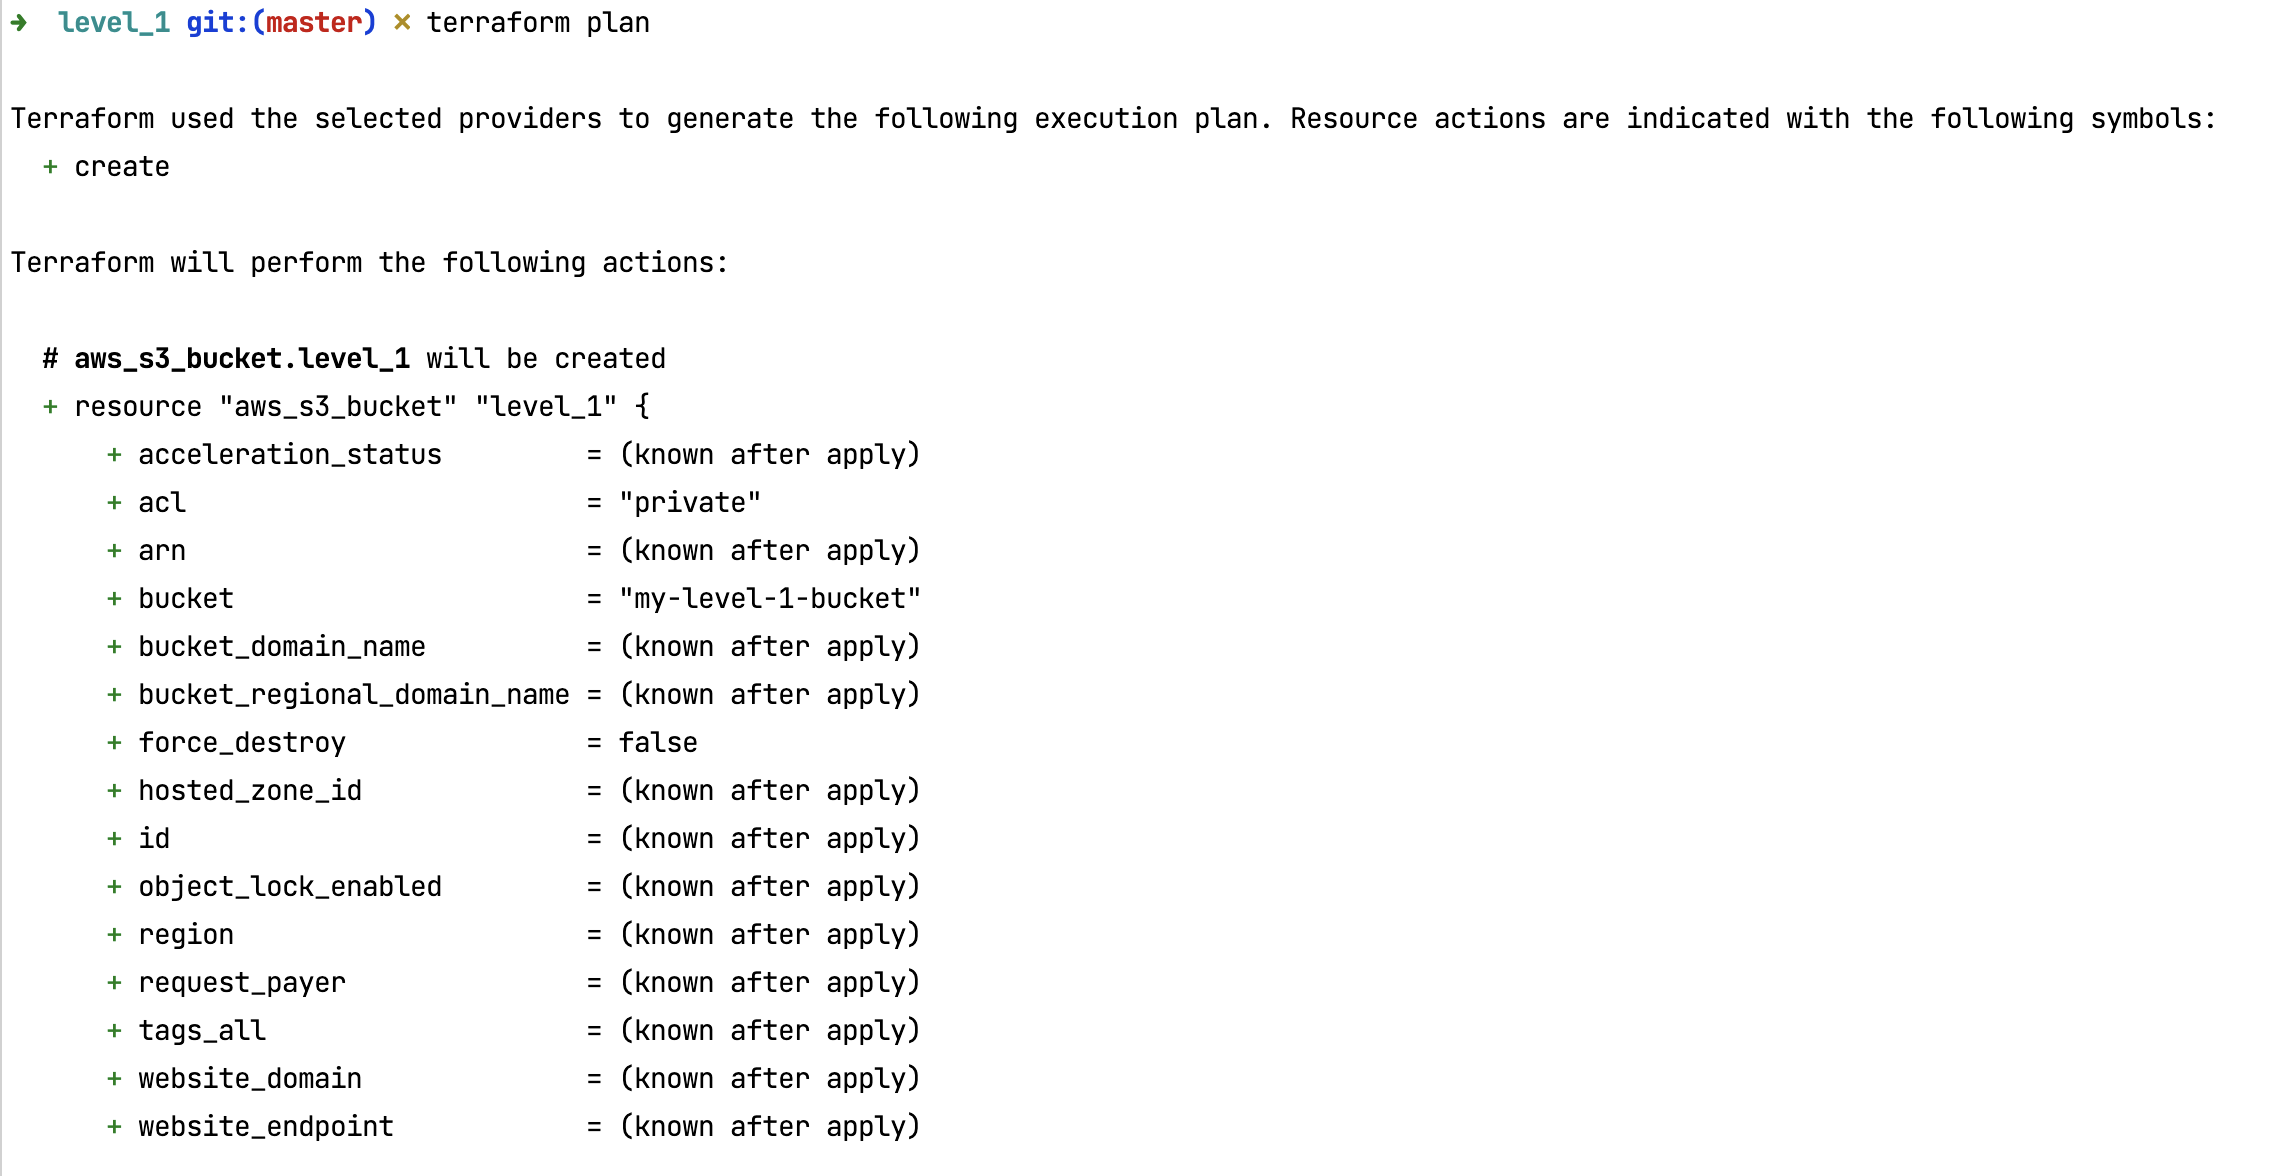 ➜  level_1 git:(master) ✗ terraform plan

Terraform used the selected providers to generate the following execution plan. Resource actions are indicated with the following symbols:
  + create

Terraform will perform the following actions:

  # aws_s3_bucket.level_1 will be created
  + resource "aws_s3_bucket" "level_1" {
      + acceleration_status         = (known after apply)
      + acl                         = "private"
      + arn                         = (known after apply)
      + bucket                      = "my-level-1-bucket"
      + bucket_domain_name          = (known after apply)
      + bucket_regional_domain_name = (known after apply)
      + force_destroy               = false
      + hosted_zone_id              = (known after apply)
      + id                          = (known after apply)
      + object_lock_enabled         = (known after apply)
      + region                      = (known after apply)
      + request_payer               = (known after apply)
      + tags_all                    = (known after apply)
      + website_domain              = (known after apply)
      + website_endpoint            = (known after apply)